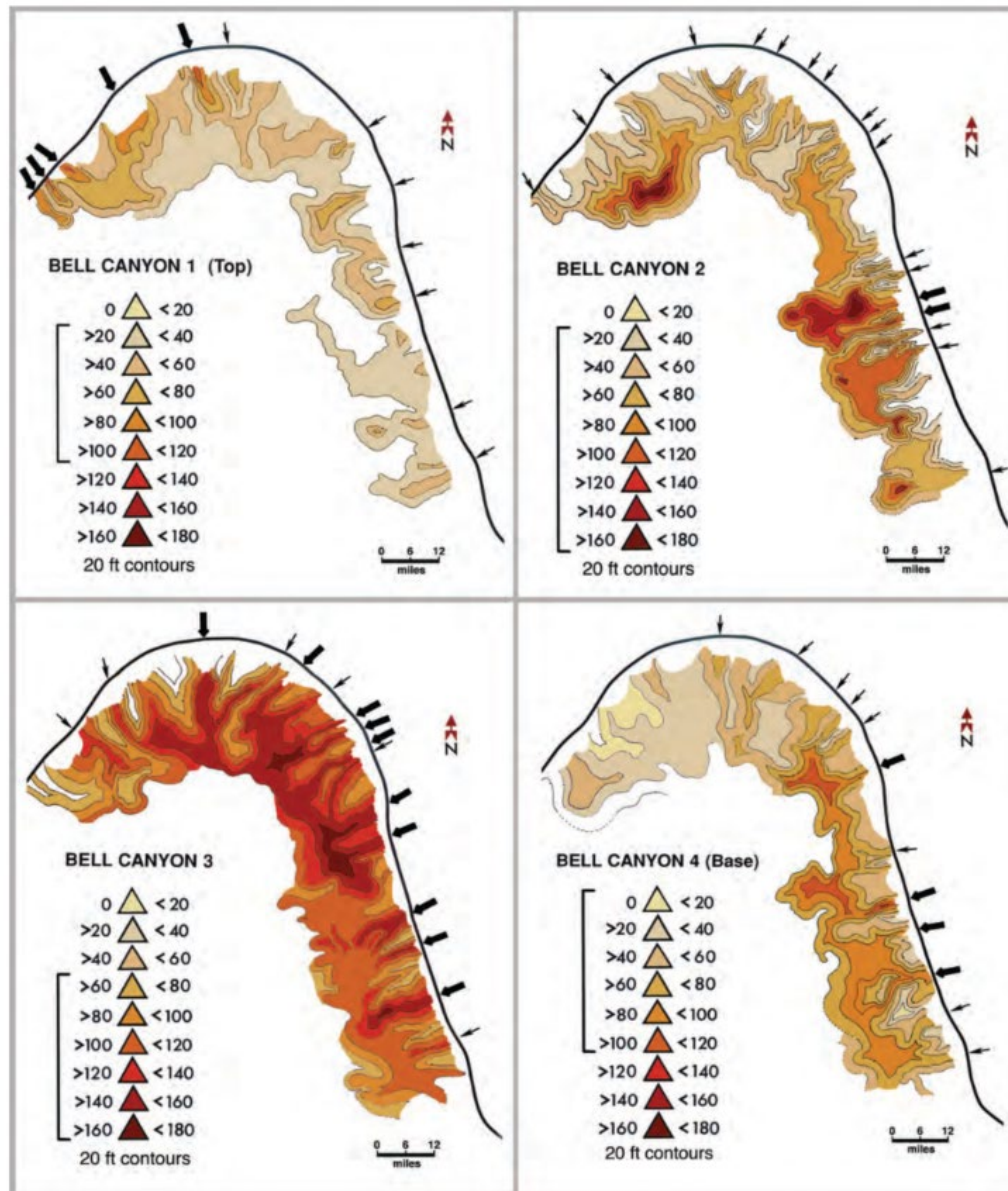 N
BELL CANYON 1 (Top)
0 <20
>20 <40
>40 <60
>60 <80
>80 <100
>100 <120
>120 <140
>140 <160
>160 <180
20 ft contours
0 6 12
miles
N
BELL CANYON 2
0 <20
>20 <40
>40 <60
>60 <80
>80 <100
>100 <120
>120 <140
>140 <160
>160 <180
20 ft contours
0 6 12
miles
N
BELL CANYON 3
0 <20
>20 <40
>40 <60
>60 <80
>80 <100
>100 <120
>120 <140
>140 <160
>160 <180
20 ft contours
0 6 12
miles
N
BELL CANYON 4 (Base)
0 <20
>20 <40
>40 <60
>60 <80
>80 <100
>100 <120
>120 <140
>140 <160
>160 <180
20 ft contours
0 6 12
miles